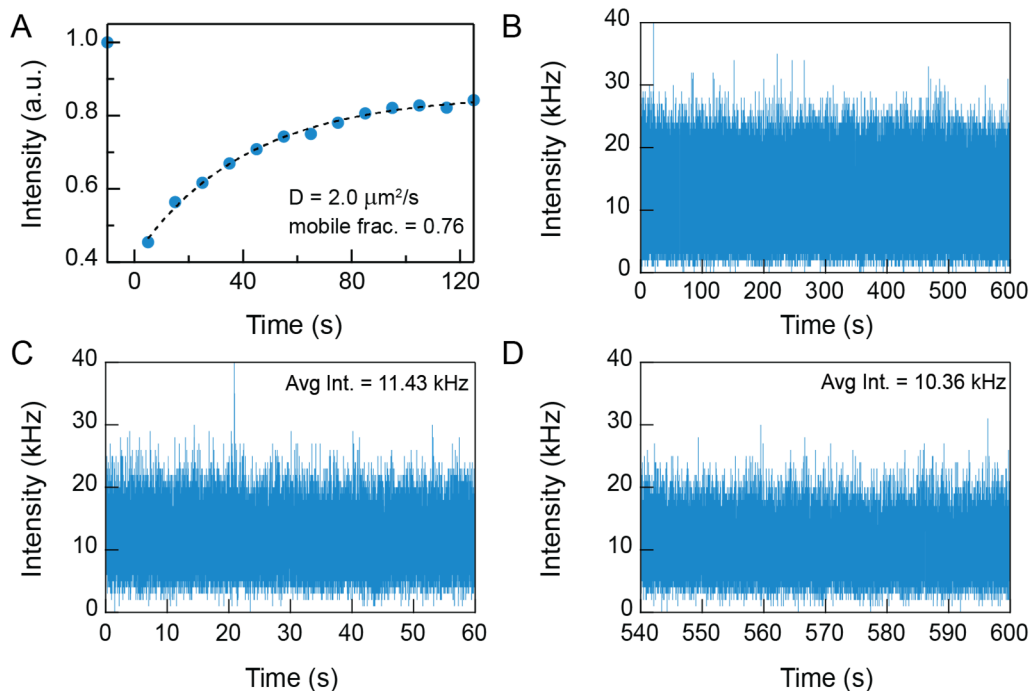 A
Intensity (a.u.)
1.0
0.8
0.6
0.4
D = 2.0 μm²/s
mobile frac. = 0.76
0 40 80 120
Time (s)
B
Intensity (kHz)
40
30
20
10
0
0 100 200 300 400 500 600
Time (s)
C
Intensity (kHz)
40
30
20
10
0
Avg Int. = 11.43 kHz
0 10 20 30 40 50 60
Time (s)
D
Intensity (kHz)
40
30
20
10
0
Avg Int. = 10.36 kHz
540 550 560 570 580 590 600
Time (s)